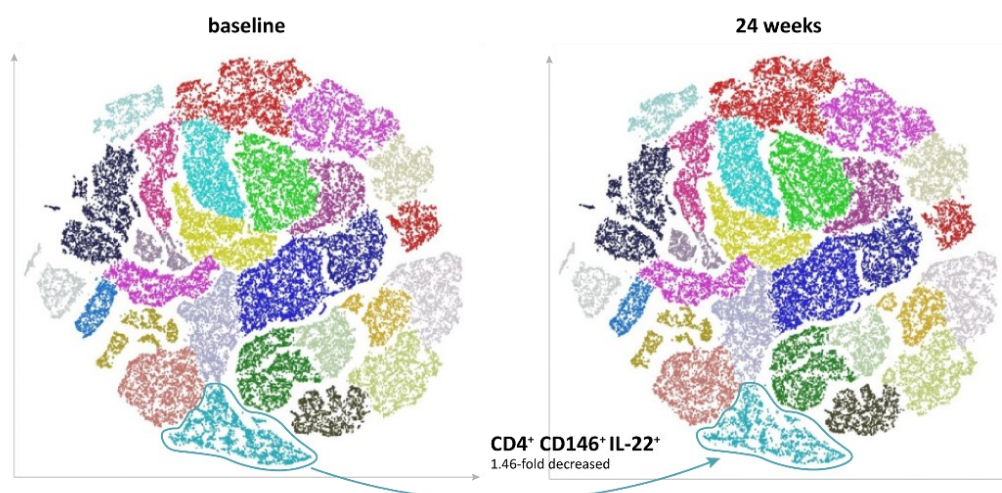 baseline
24 weeks
CD4⁺ CD146⁺ IL-22⁺
1.46-fold decreased